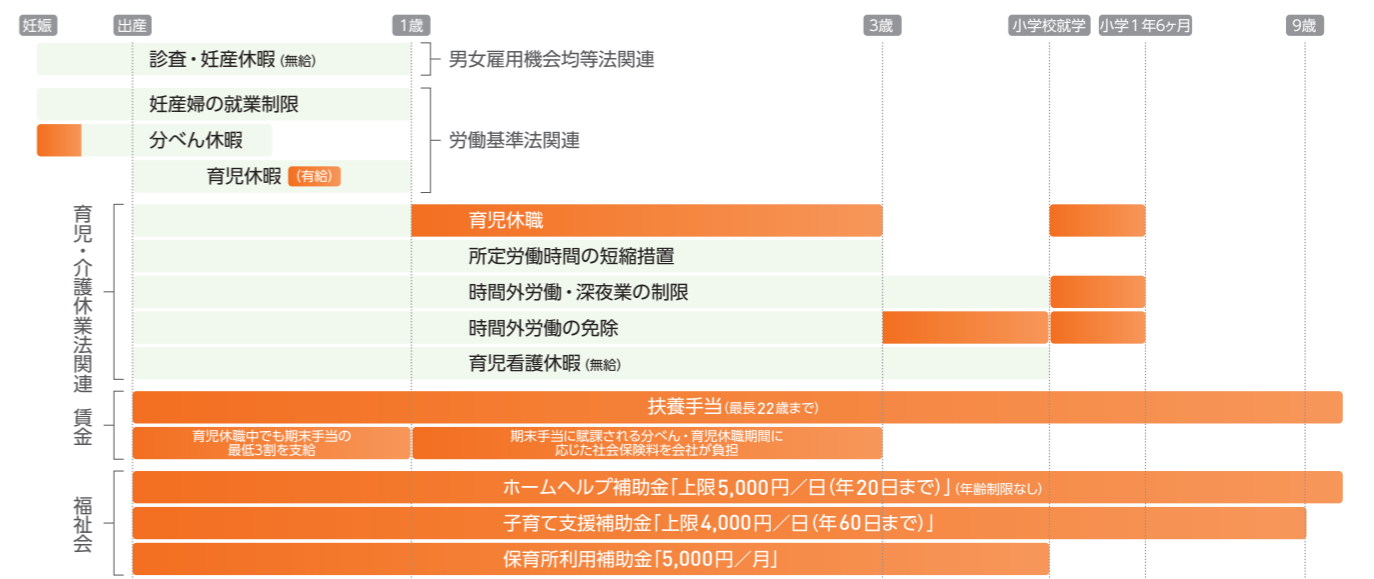 妊娠
出産
1歳
3歳
小学校就学
小学1年6ヶ月
9歳
診査・妊産休暇(無給)
男女雇用機会均等法関連
妊産婦の就業制限
分べん休暇
労働基準法関連
育児休暇(有給)
育児・介護休業法関連
育児休職
所定労働時間の短縮措置
時間外労働・深夜業の制限
時間外労働の免除
育児看護休暇(無給)
賃金
扶養手当(最長22歳まで)
育児休職中でも期末手当の
最低3割を支給
期末手当に賦課される分べん・育児休職期間に
応じた社会保険料を会社が負担
福祉会
ホームヘルプ補助金「上限5,000円/日(年20日まで)」(年齢制限なし)
子育て支援補助金「上限4,000円/日(年60日まで)」
保育所利用補助金「5,000円/月」